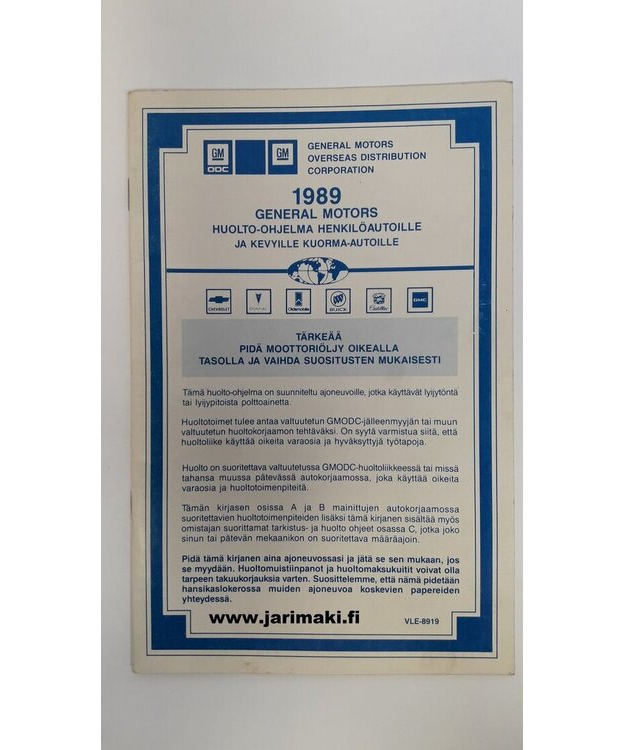 GM
ODC
GM
GENERAL MOTORS
OVERSEAS DISTRIBUTION
CORPORATION
1989
GENERAL MOTORS
HUOLTO-OHJELMA HENKILÖAUTOILLE
JA KEVYILLE KUORMA-AUTOILLE
CHEVROLET
PONTIAC
Oldsmobile
BUICK
Cadillac
GMC
TÄRKEÄÄ
PIDÄ MOOTTORIÖLJY OIKEALLA
TASOLLA JA VAIHDA SUOSITUSTEN MUKAISESTI
Tämä huolto-ohjelma on suunniteltu ajoneuvoille, jotka käyttävät lyijytöntä
tai lyijypitoista polttoainetta.
Huoltotoimet tulee antaa valtuutetun GMODC-jälleenmyyjän tai muun
valtuutetun huoltokorjaamon tehtäväksi. On syytä varmistua siitä, että
huoltoliike käyttää oikeita varaosia ja hyväksyttyjä työtapoja.
Huolto on suoritettava valtuutetussa GMODC-huoltoliikkeessä tai missä
tahansa muussa pätevässä autokorjaamossa, joka käyttää oikeita
varaosia ja huoltotoimenpiteitä.
Tämän kirjasen osissa A ja B mainittujen autokorjaamossa
suoritettavien huoltotoimenpiteiden lisäksi tämä kirjanen sisältää myös
omistajan suorittamat tarkistus- ja huolto ohjeet osassa C, jotka joko
sinun tai pätevän mekaanikon on suoritettava määräajoin.
Pidä tämä kirjanen aina ajoneuvossasi ja jätä se sen mukaan, jos
se myydään. Huoltomuistiinpanot ja huoltomaksukuitit voivat olla
tarpeen takuukorjauksia varten. Suosittelemme, että nämä pidetään
hansikaslokerossa muiden ajoneuvoa koskevien papereiden
yhteydessä.
www.jarimaki.fi
VLE-8919